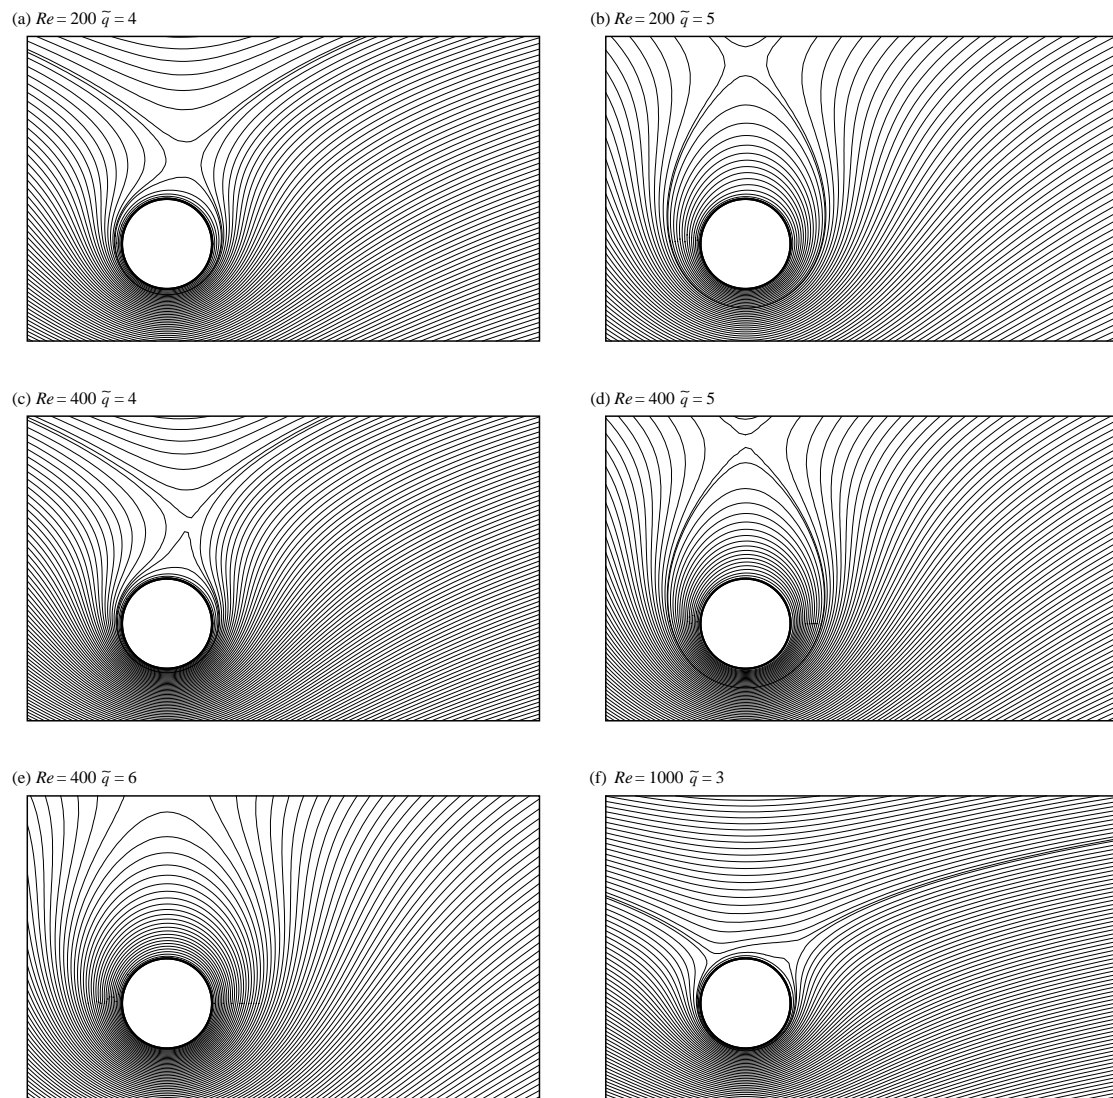 (a) Re = 200 q̃ = 4
(b) Re = 200 q̃ = 5
(c) Re = 400 q̃ = 4
(d) Re = 400 q̃ = 5
(e) Re = 400 q̃ = 6
(f) Re = 1000 q̃ = 3